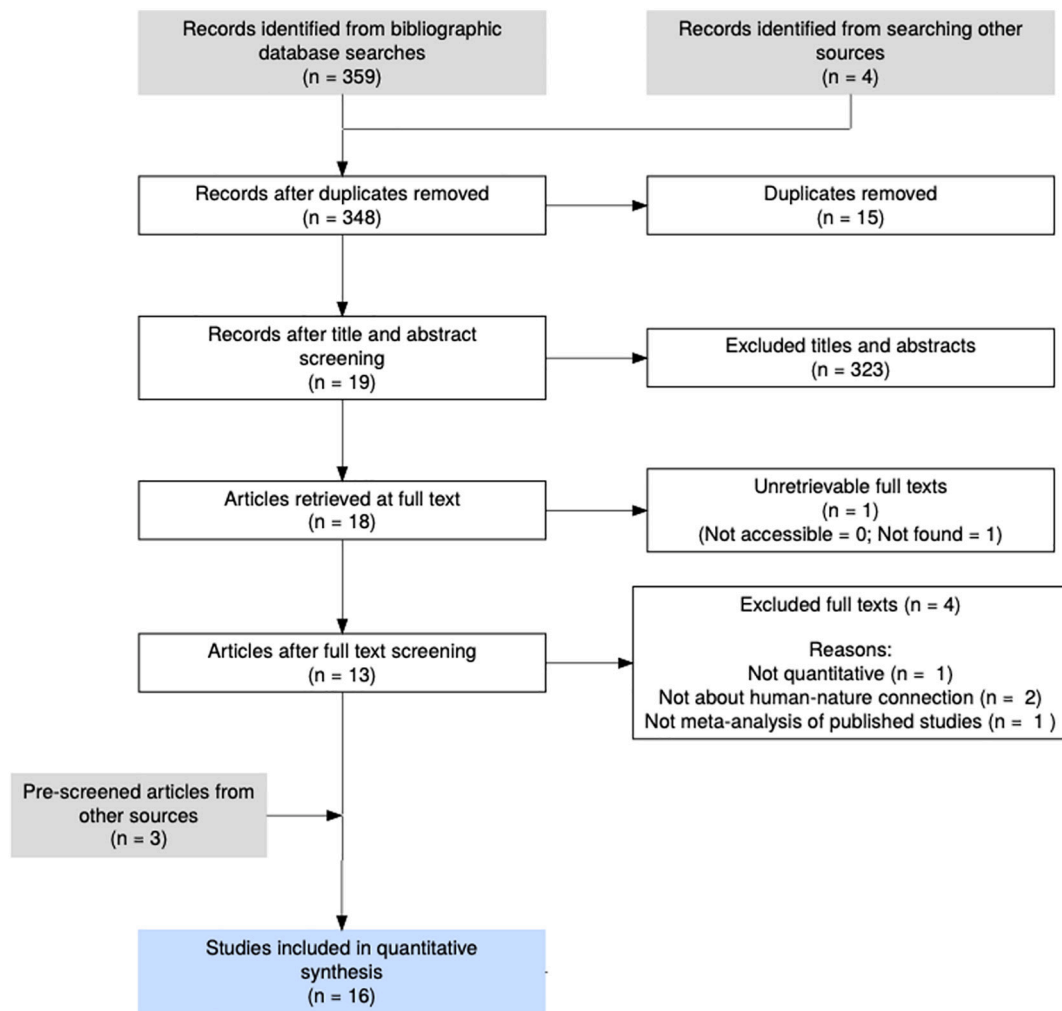 Records identified from bibliographic
database searches
(n = 359)
Records identified from searching other
sources
(n = 4)
Records after duplicates removed
(n = 348)
Duplicates removed
(n = 15)
Records after title and abstract
screening
(n = 19)
Excluded titles and abstracts
(n = 323)
Articles retrieved at full text
(n = 18)
Unretrievable full texts
(n = 1)
(Not accessible = 0; Not found = 1)
Articles after full text screening
(n = 13)
Excluded full texts (n = 4)
Reasons:
Not quantitative (n = 1)
Not about human-nature connection (n = 2)
Not meta-analysis of published studies (n = 1 )
Pre-screened articles from
other sources
(n = 3)
Studies included in quantitative
synthesis
(n = 16)